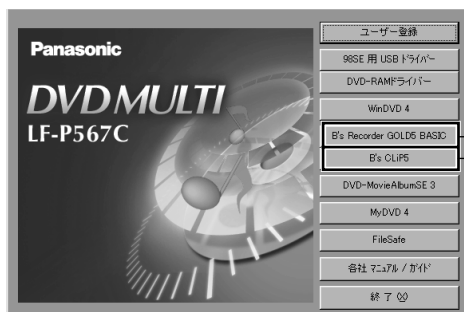 Panasonic
DVD MULTI
LF-P567C
ユーザー登録
98SE 用 USB ﾄﾞﾗｲﾊﾞｰ
DVD-RAMドライバー
WinDVD 4
B's Recorder GOLD5 BASIC
B's CLiP5
DVD-MovieAlbumSE 3
MyDVD 4
FileSafe
各社 ﾏﾆｭｱﾙ / ｶﾞｲﾄﾞ
終 了 (X)